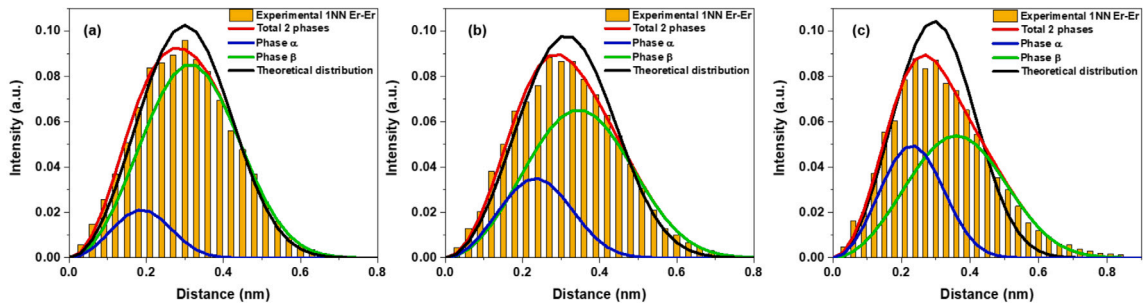 (a)
Experimental 1NN Er-Er
Total 2 phases
Phase α
Phase β
Theoretical distribution
Intensity (a.u.)
0.10
0.08
0.06
0.04
0.02
0.00
0.0 0.2 0.4 0.6 0.8
Distance (nm)
(b)
Experimental 1NN Er-Er
Total 2 phases
Phase α
Phase β
Theoretical distribution
Intensity (a.u.)
0.10
0.08
0.06
0.04
0.02
0.00
0.0 0.2 0.4 0.6 0.8
Distance (nm)
(c)
Experimental 1NN Er-Er
Total 2 phases
Phase α
Phase β
Theoretical distribution
Intensity (a.u.)
0.10
0.08
0.06
0.04
0.02
0.00
0.0 0.2 0.4 0.6 0.8
Distance (nm)